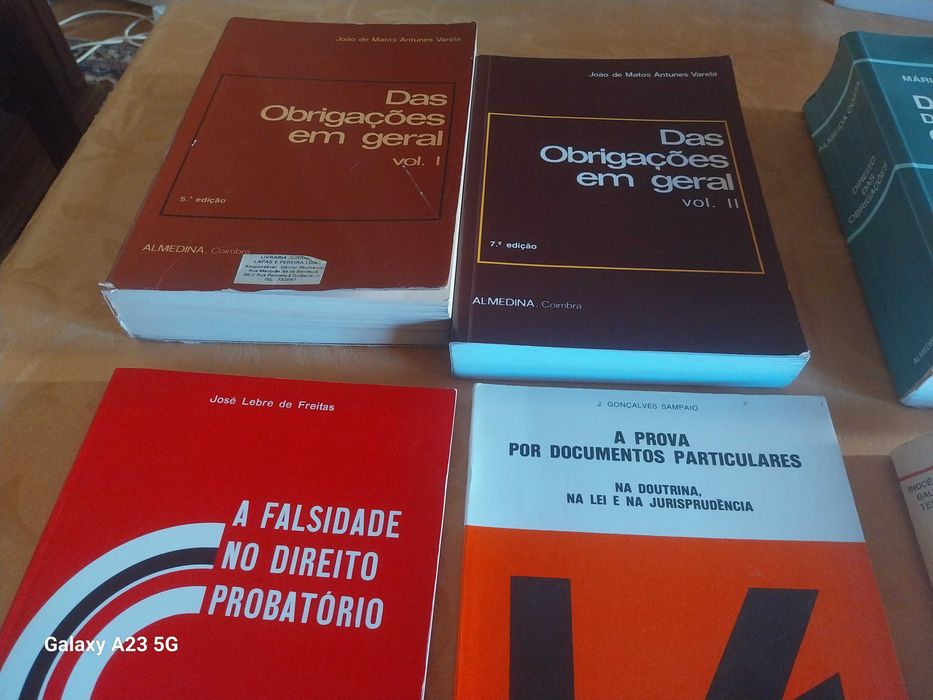 João de Matos Antunes Varela
Das
Obrigações
em geral
vol. I
5.ª edição
ALMEDINA. Coimbra
João de Matos Antunes Varela
Das
Obrigações
em geral
vol. II
7.ª edição
ALMEDINA. Coimbra
ALMEIDA COSTA
DIREITO
DAS
OBRIGAÇÕES
José Lebre de Freitas
A FALSIDADE
NO DIREITO
PROBATÓRIO
J. GONÇALVES SAMPAIO
A PROVA
POR DOCUMENTOS PARTICULARES
NA DOUTRINA,
NA LEI E NA JURISPRUDÊNCIA
Galaxy A23 5G